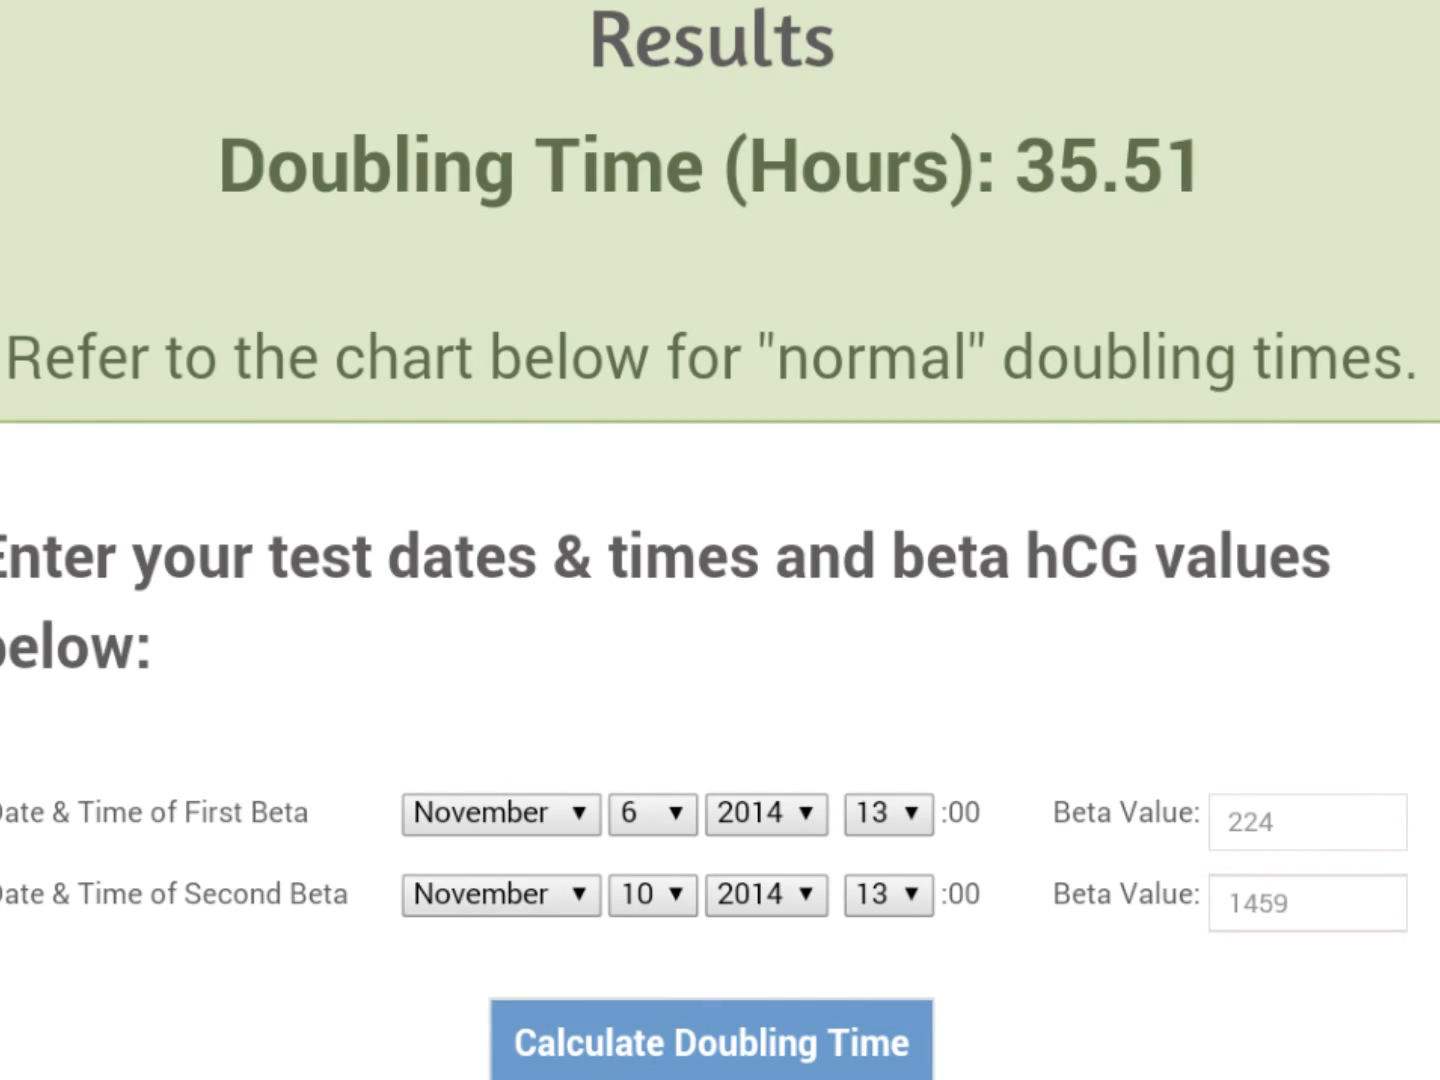 Results
Doubling Time (Hours): 35.51
Refer to the chart below for "normal" doubling times.
Enter your test dates & times and beta hCG values
below:
Date & Time of First Beta November ▼ 6 ▼ 2014 ▼ 13 ▼ :00 Beta Value: 224
Date & Time of Second Beta November ▼ 10 ▼ 2014 ▼ 13 ▼ :00 Beta Value: 1459
Calculate Doubling Time